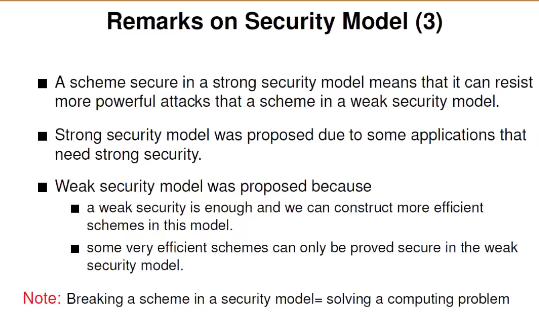 Remarks on Security Model (3)
A scheme secure in a strong security model means that it can resist
more powerful attacks that a scheme in a weak security model.
Strong security model was proposed due to some applications that
need strong security.
Weak security model was proposed because
a weak security is enough and we can construct more efficient
schemes in this model.
some very efficient schemes can only be proved secure in the weak
security model.
Note: Breaking a scheme in a security model= solving a computing problem